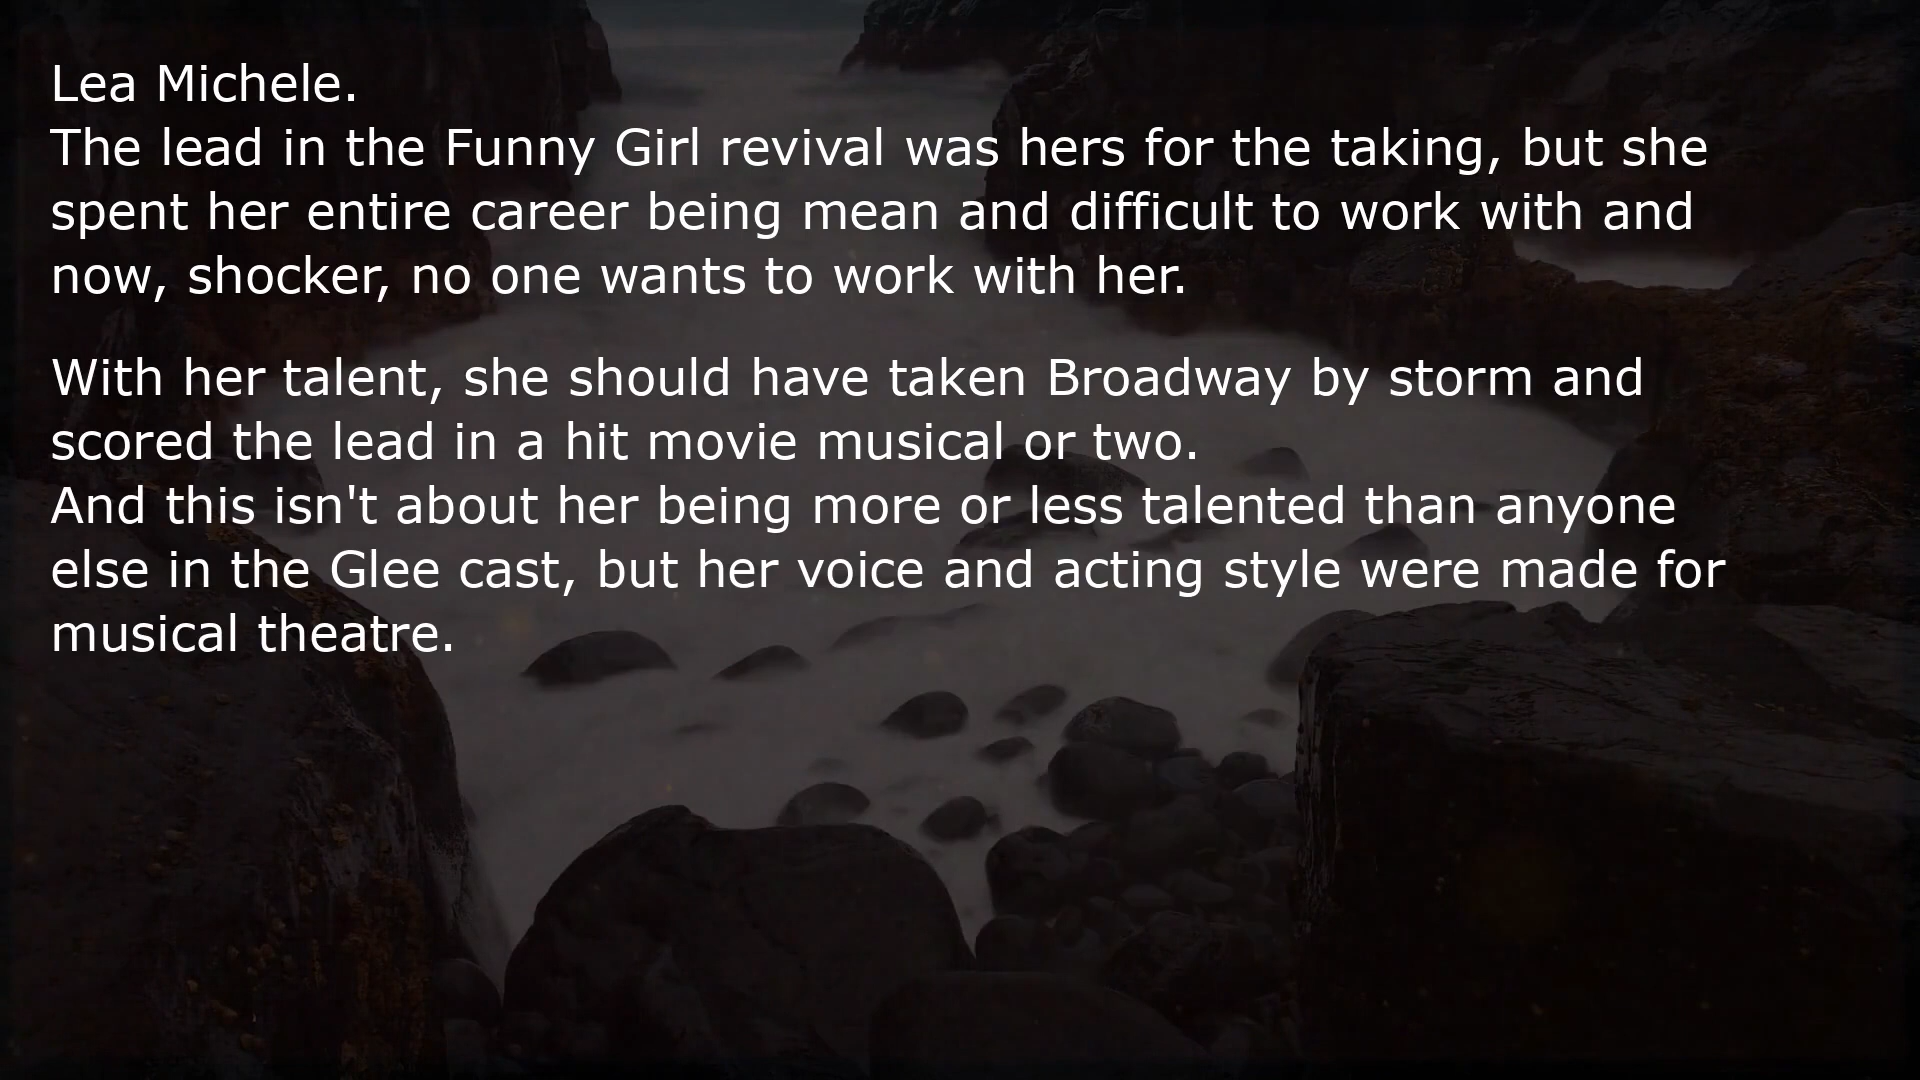 Lea Michele.
The lead in the Funny Girl revival was hers for the taking, but she
spent her entire career being mean and difficult to work with and
now, shocker, no one wants to work with her.
With her talent, she should have taken Broadway by storm and
scored the lead in a hit movie musical or two.
And this isn't about her being more or less talented than anyone
else in the Glee cast, but her voice and acting style were made for
musical theatre.